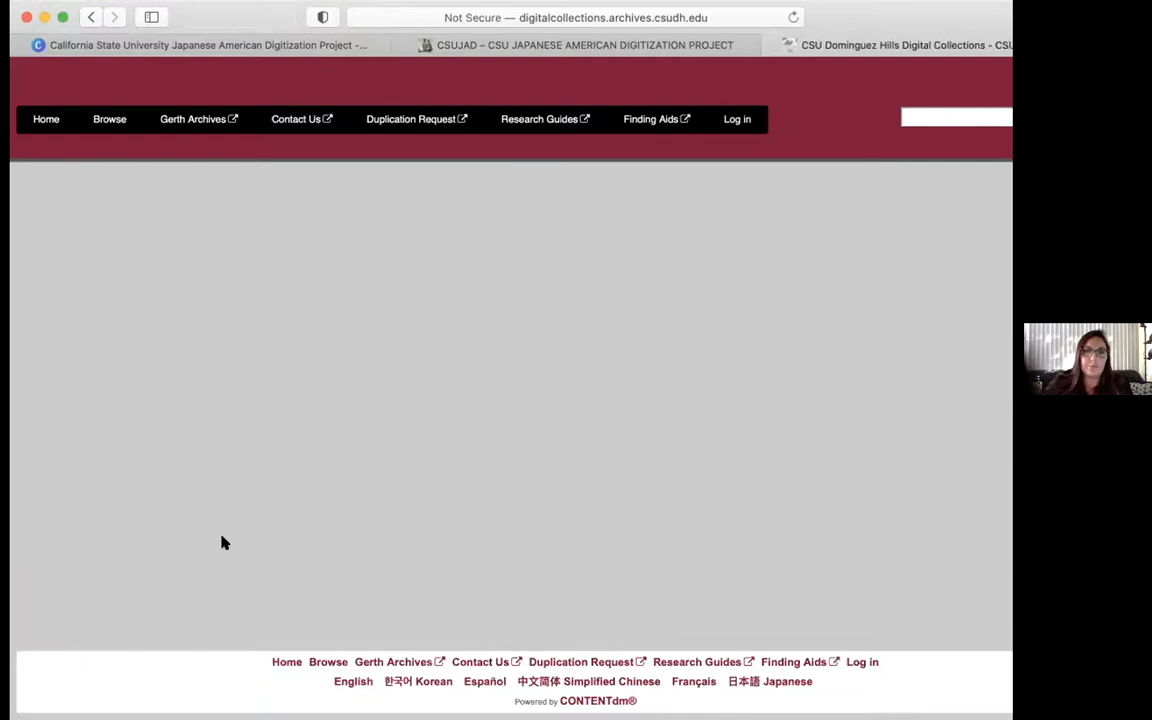 Not Secure — digitalcollections.archives.csudh.edu
California State University Japanese American Digitization Project -... CSUJAD – CSU JAPANESE AMERICAN DIGITIZATION PROJECT CSU Dominguez Hills Digital Collections - CSU
Home Browse Gerth Archives Contact Us Duplication Request Research Guides Finding Aids Log in
Home Browse Gerth Archives Contact Us Duplication Request Research Guides Finding Aids Log in
English 한국어 Korean Español 中文简体 Simplified Chinese Français 日本語 Japanese
Powered by CONTENTdm®